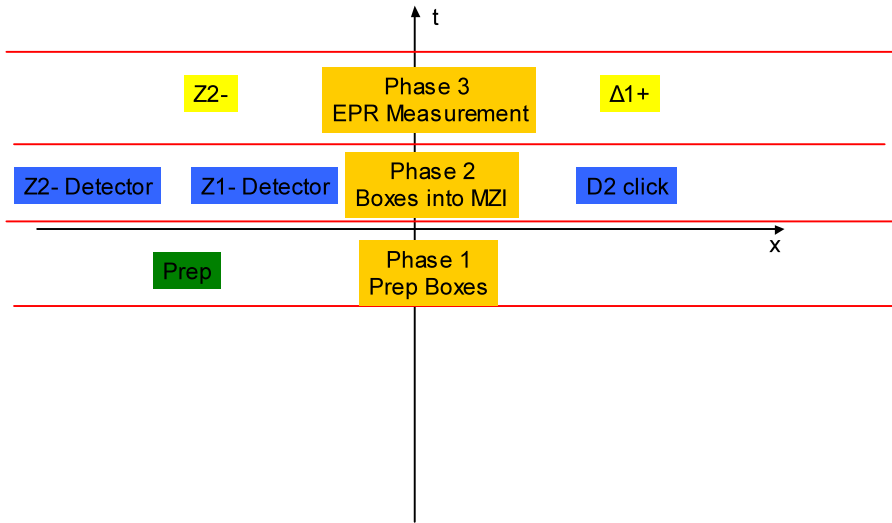 t
Z2-
Phase 3
EPR Measurement
Δ1+
Z2- Detector
Z1- Detector
Phase 2
Boxes into MZI
D2 click
x
Prep
Phase 1
Prep Boxes